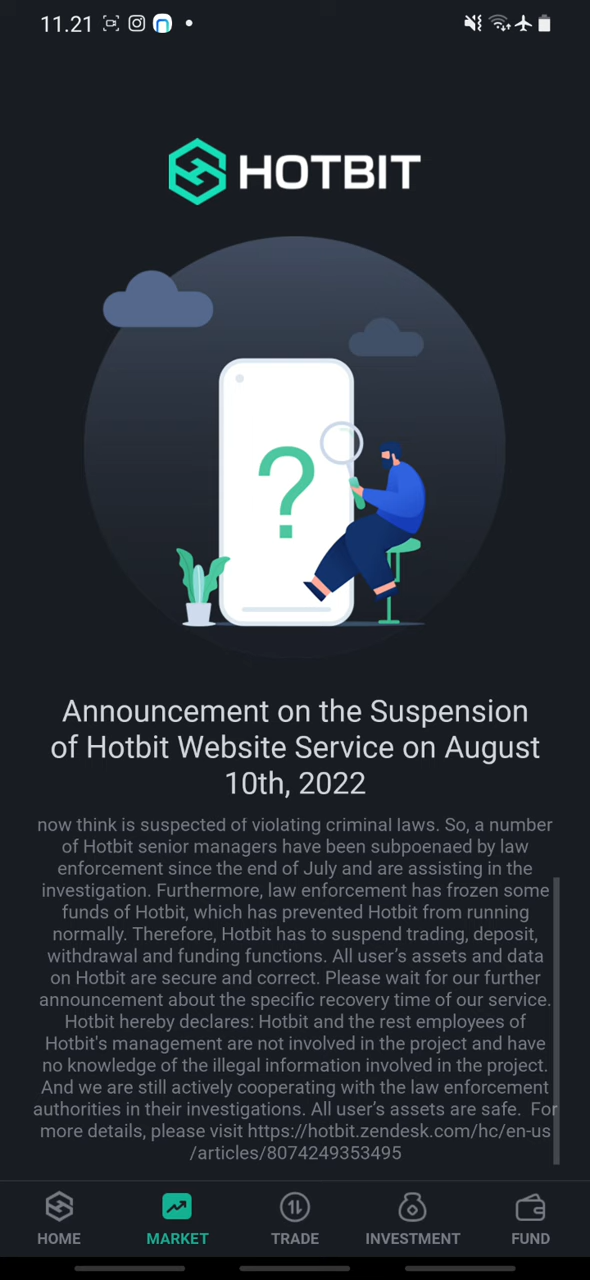 11.21
HOTBIT
?
Announcement on the Suspension
of Hotbit Website Service on August
10th, 2022
now think is suspected of violating criminal laws. So, a number
of Hotbit senior managers have been subpoenaed by law
enforcement since the end of July and are assisting in the
investigation. Furthermore, law enforcement has frozen some
funds of Hotbit, which has prevented Hotbit from running
normally. Therefore, Hotbit has to suspend trading, deposit,
withdrawal and funding functions. All user's assets and data
on Hotbit are secure and correct. Please wait for our further
announcement about the specific recovery time of our service.
Hotbit hereby declares: Hotbit and the rest employees of
Hotbit's management are not involved in the project and have
no knowledge of the illegal information involved in the project.
And we are still actively cooperating with the law enforcement
authorities in their investigations. All user's assets are safe.  For
more details, please visit https://hotbit.zendesk.com/hc/en-us
/articles/8074249353495
HOME MARKET TRADE INVESTMENT FUND